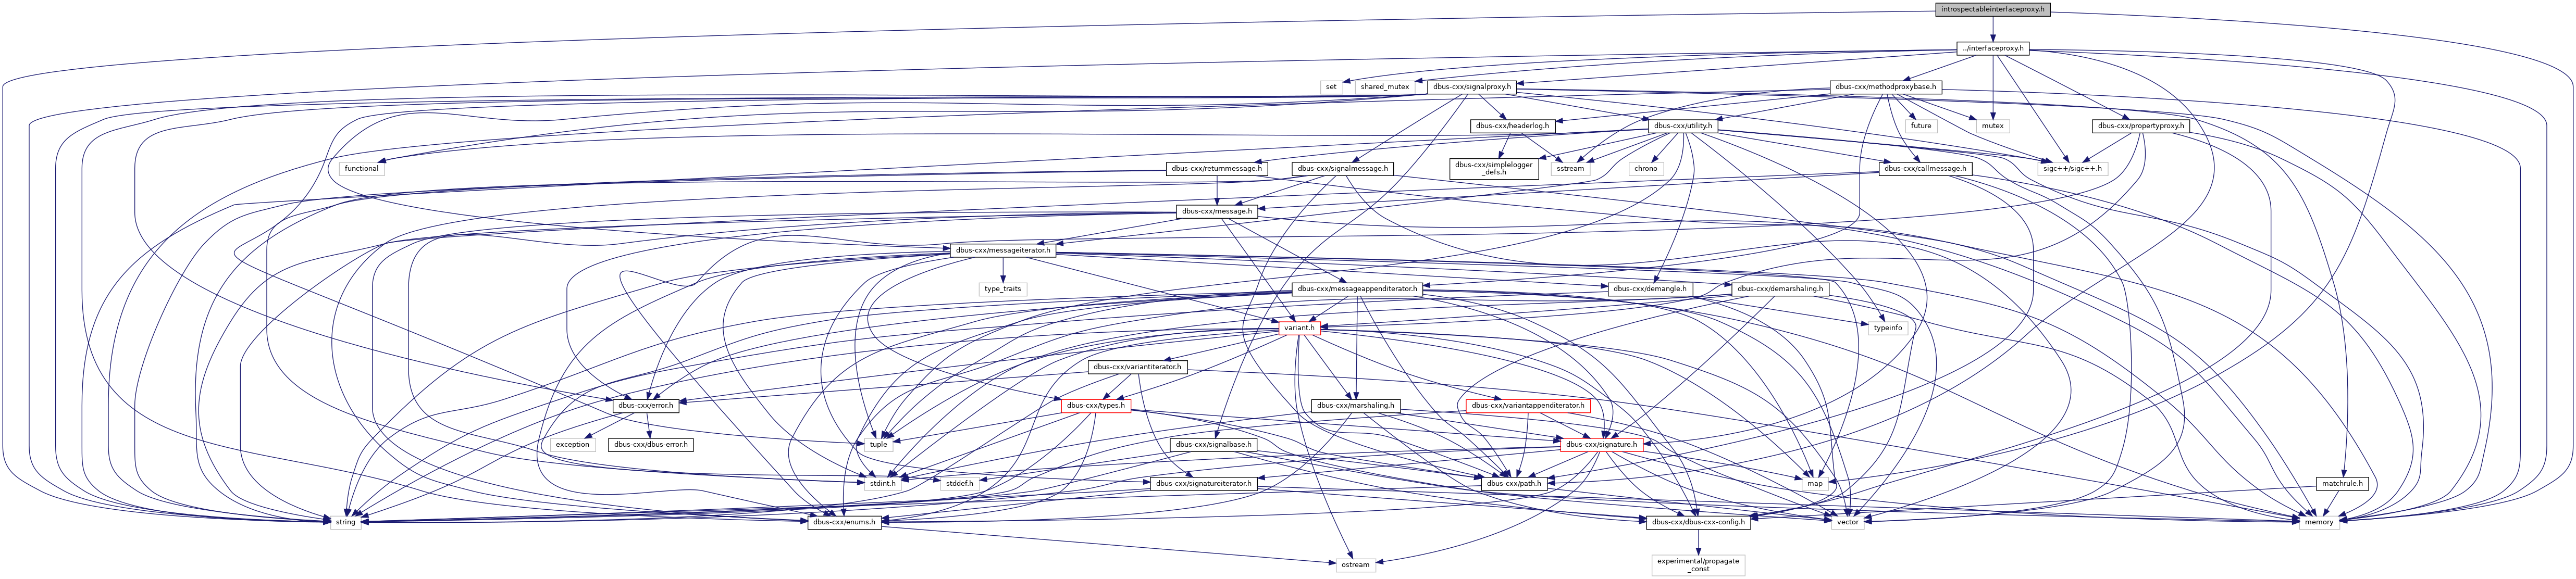 introspectableinterfaceproxy.h
../interfaceproxy.h
set
shared_mutex
dbus-cxx/signalproxy.h
dbus-cxx/methodproxybase.h
dbus-cxx/headerlog.h
dbus-cxx/utility.h
future
mutex
dbus-cxx/propertyproxy.h
functional
dbus-cxx/returnmessage.h
dbus-cxx/signalmessage.h
dbus-cxx/simplelogger
_defs.h
sstream
chrono
dbus-cxx/callmessage.h
sigc++/sigc++.h
dbus-cxx/message.h
dbus-cxx/messageiterator.h
type_traits
dbus-cxx/messageappenditerator.h
dbus-cxx/demangle.h
dbus-cxx/demarshaling.h
variant.h
typeinfo
dbus-cxx/variantiterator.h
dbus-cxx/error.h
dbus-cxx/types.h
dbus-cxx/marshaling.h
dbus-cxx/variantappenditerator.h
exception
dbus-cxx/dbus-error.h
tuple
dbus-cxx/signalbase.h
dbus-cxx/signature.h
stdint.h
stddef.h
dbus-cxx/signatureiterator.h
dbus-cxx/path.h
map
matchrule.h
string
dbus-cxx/enums.h
dbus-cxx/dbus-cxx-config.h
vector
memory
ostream
experimental/propagate
_const